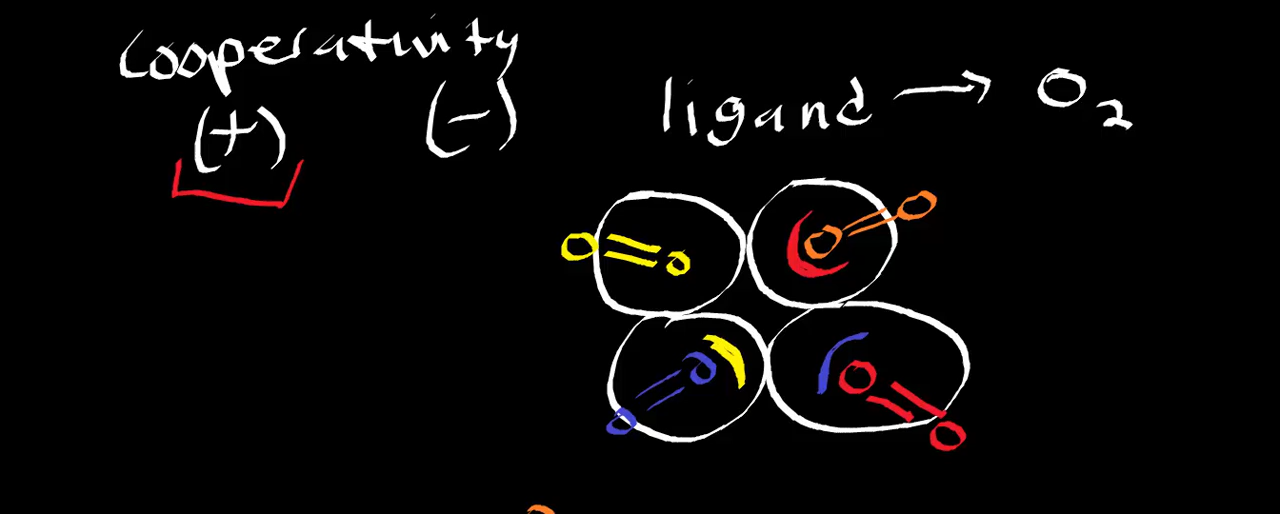 cooperativity
(+) (-)
ligand → O2
O=O
O=O
O=O
O=O